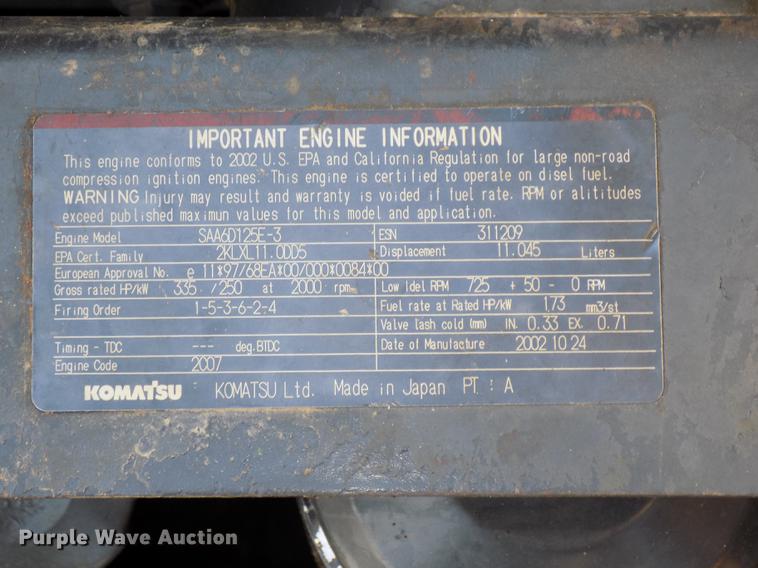 IMPORTANT ENGINE INFORMATION
This engine conforms to 2002 U.S. EPA and California Regulation for large non-road
compression ignition engines. This engine is certified to operate on disel fuel.
WARNING Injury may result and warranty is voided if fuel rate. RPM or alititudes
exceed published maximun values for this model and application.
Engine Model SAA6D125E-3 ESN 311209
EPA Cert. Family 2KLXL11.0DD5 Displacement 11.045 Liters
European Approval No. e 11*97/68EA*00/000*0084*00
Gross rated HP/kW 335 /250 at 2000 rpm Low Idel RPM 725 + 50 - 0 RPM
Firing Order 1-5-3-6-2-4 Fuel rate at Rated HP/kW 173 mm3/st
Valve Lash cold (mm) IN. 0.33 EX. 0.71
Timing - TDC --- deg.BTDC Date of Manufacture 2002 10 24
Engine Code 2007
KOMATSU KOMATSU Ltd. Made in Japan PT : A
Purple Wave Auction